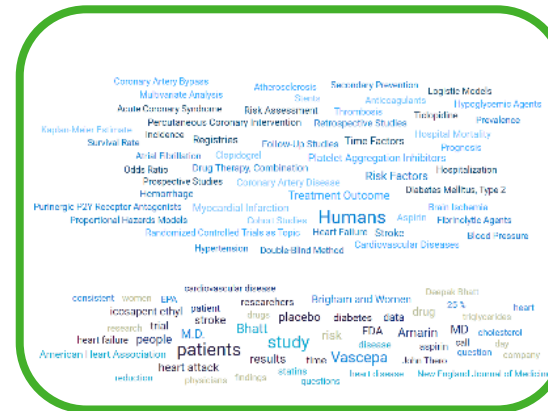 Coronary Artery Bypass Atherosclerosis Secondary Prevention
Multivariate Analysis Stents Anticoagulants Logistic Models
Acute Coronary Syndrome Risk Assessment Thrombosis Ticlopidine Hypoglycemic Agents
Percutaneous Coronary Intervention Retrospective Studies Prevalence
Kaplan-Meier Estimate Incidence Registries Follow-Up Studies Time Factors Hospital Mortality
Survival Rate Prognosis
Atrial Fibrillation Clopidogrel Platelet Aggregation Inhibitors
Odds Ratio Drug Therapy, Combination Risk Factors Hospitalization
Prospective Studies Coronary Artery Disease Diabetes Mellitus, Type 2
Hemorrhage Treatment Outcome
Purinergic P2Y Receptor Antagonists Myocardial Infarction Brain Ischemia
Proportional Hazards Models Cohort Studies Humans Aspirin Fibrinolytic Agents
Randomized Controlled Trials as Topic Heart Failure Stroke Blood Pressure
Hypertension Double-Blind Method Cardiovascular Diseases
cardiovascular disease Deepak Bhatt
consistent women EPA researchers Brigham and Women 25% heart
icosapent ethyl patient drugs placebo diabetes data drug triglycerides
research trial stroke Bhatt risk FDA Amarin MD cholesterol
heart failure people M.D. study disease aspirin call day
American Heart Association patients results time Vascepa John Thero question company
heart attack statins
reduction physicians findings questions heart disease New England Journal of Medicine